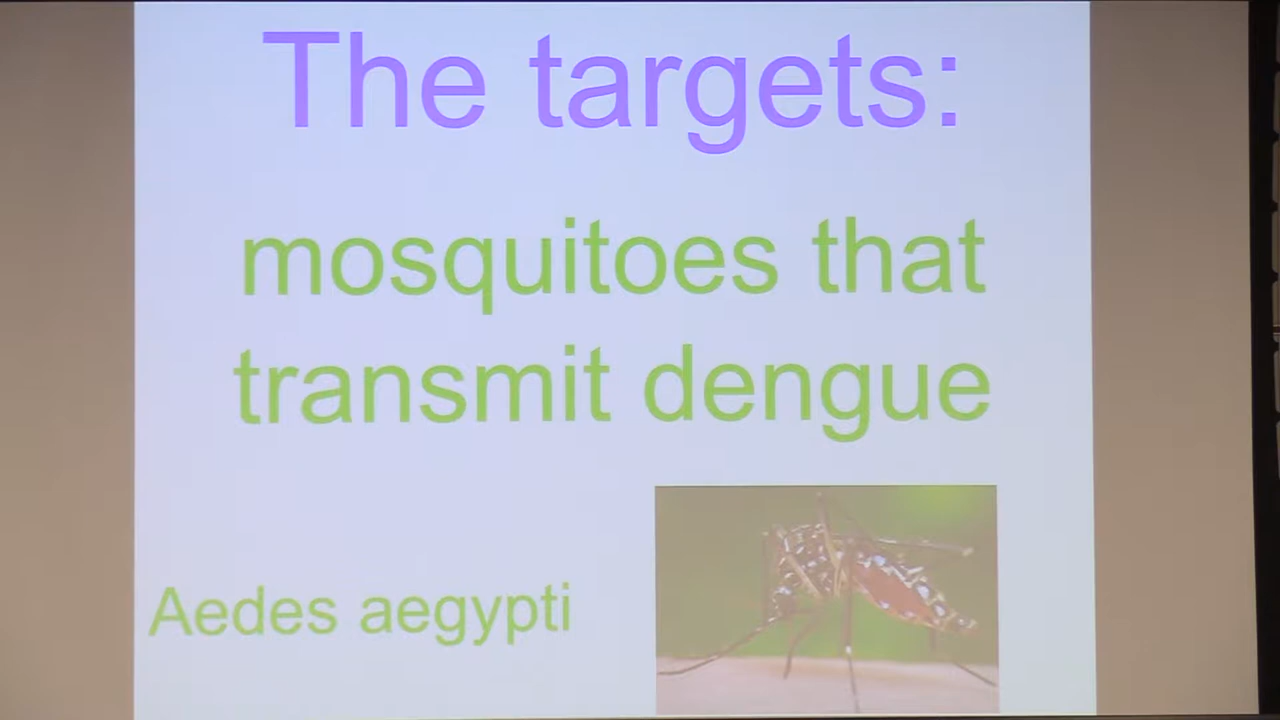 The targets:
mosquitoes that
transmit dengue
Aedes aegypti